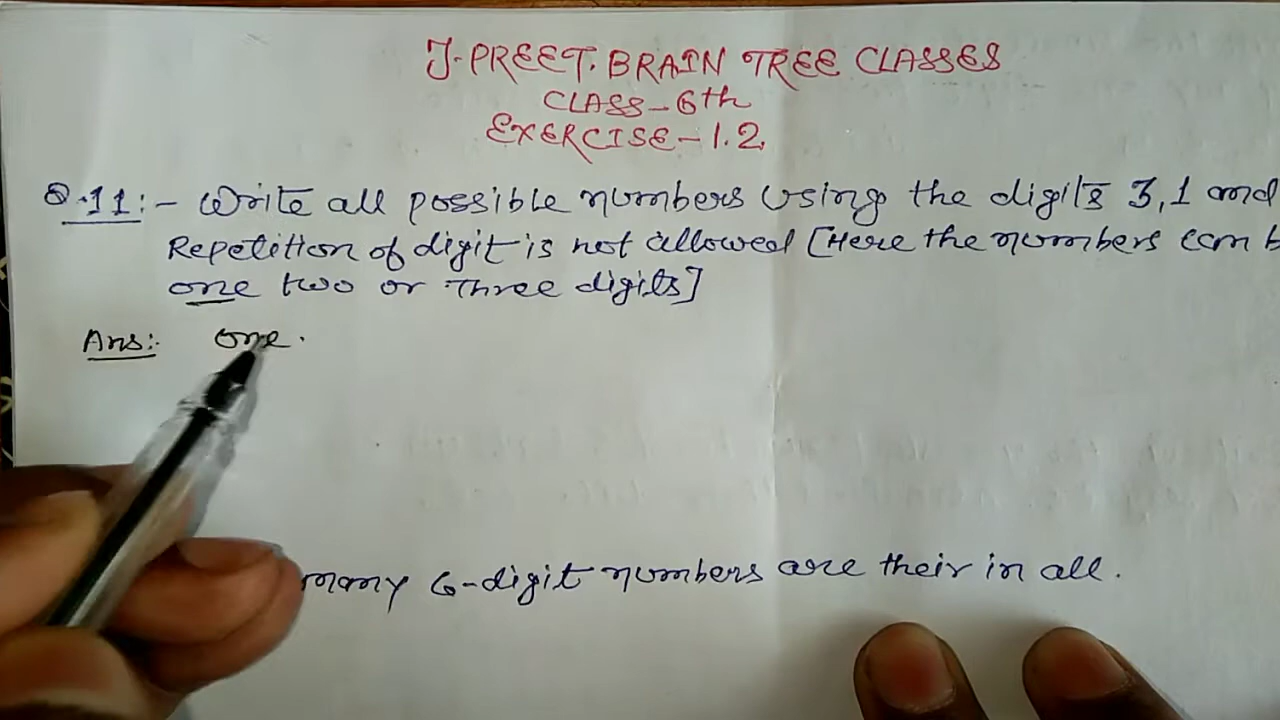 J. PREET. BRAIN TREE CLASSES
CLASS-6th
EXERCISE-1.2.
Q.11:- Write all possible numbers using the digits 3,1 and
Repetition of digit is not allowed [Here the numbers can b
one two or Three digits]
Ans:- one.
many 6-digit numbers are their in all.